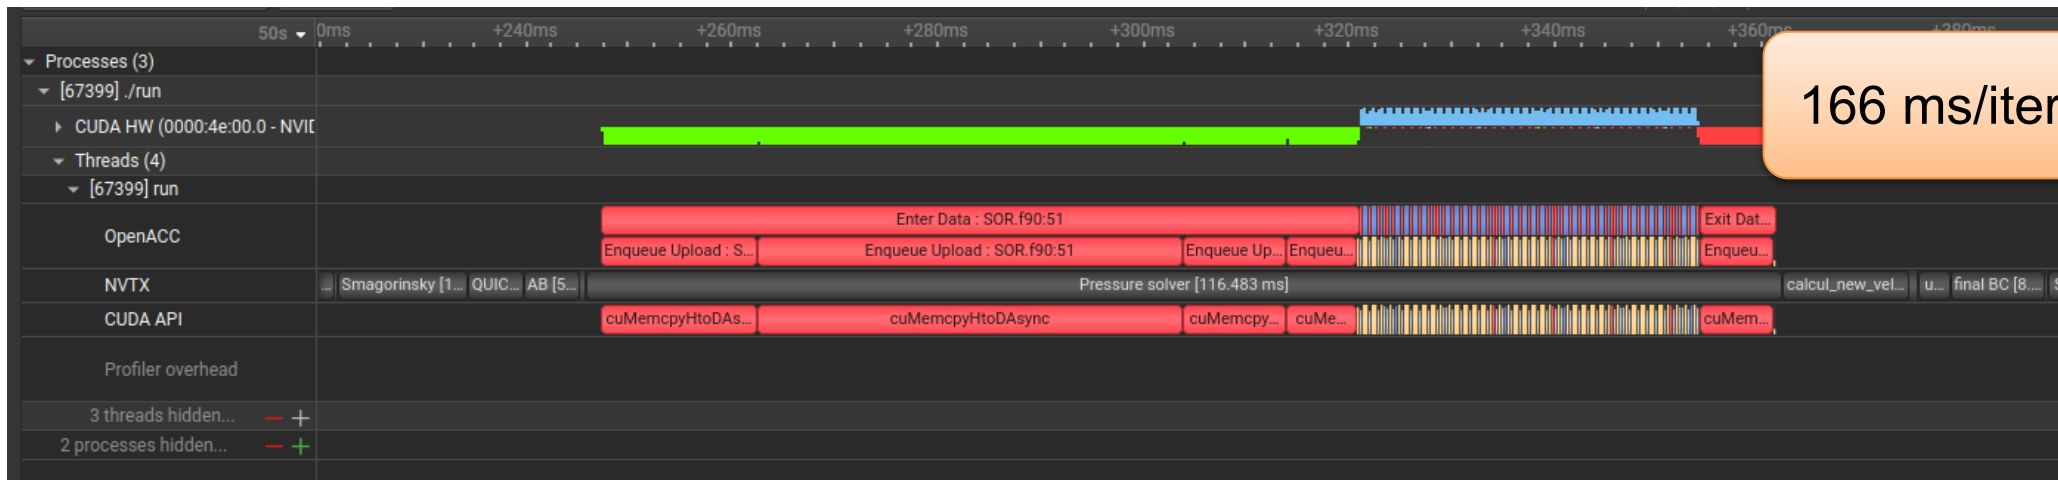 50s 0ms +240ms +260ms +280ms +300ms +320ms +340ms +360ms +380ms
Processes (3)
[67399] ./run
166 ms/iter
CUDA HW (0000:4e:00.0 - NVID
Threads (4)
[67399] run
Enter Data : SOR.f90:51 Exit Dat...
OpenACC
Enqueue Upload : S... Enqueue Upload : SOR.f90:51 Enqueue Up... Enqueu... Enqueu...
NVTX ... Smagorinsky [1... QUIC... AB [5... Pressure solver [116.483 ms] calcul_new_vel... u... final BC [8....
CUDA API cuMemcpyHtoDAs... cuMemcpyHtoDAsync cuMemcpy... cuMe... cuMem...
Profiler overhead
3 threads hidden... — +
2 processes hidden... — +